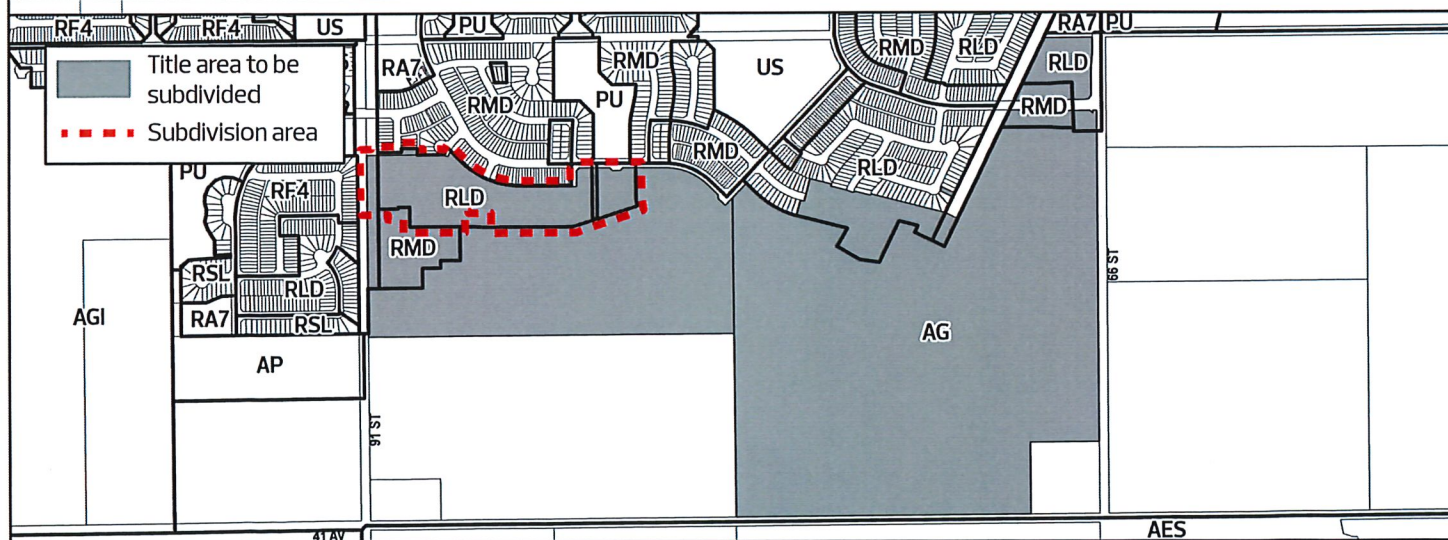 RF4
RF4
US
PU
RA7
PU
Title area to be
subdivided
Subdivision area
RA7
RMD
RMD
PU
US
RMD
RLD
RLD
RMD
RMD
RLD
PU
RF4
RLD
RMD
RSL
RLD
RA7
RSL
AGI
AP
AG
66 ST
91 ST
41 AV
AES